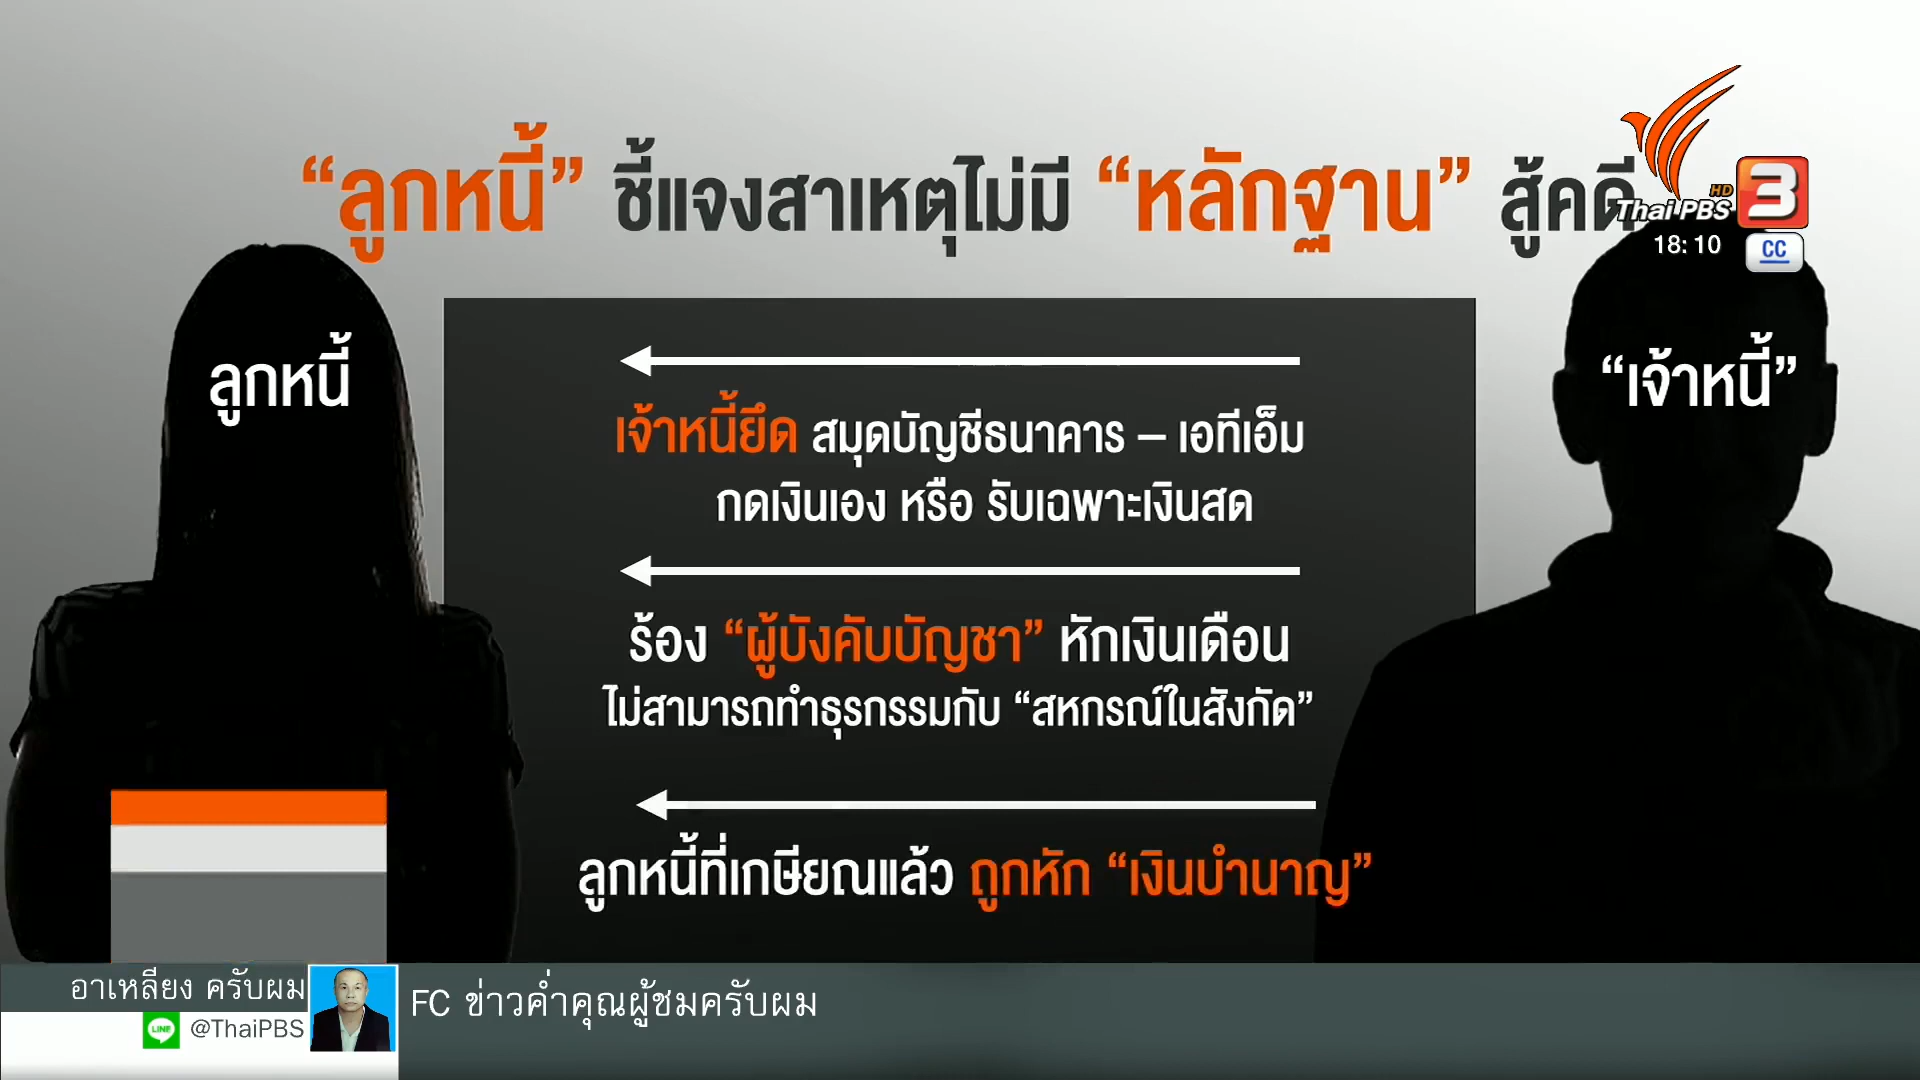 “ลูกหนี้” ชี้แจงสาเหตุไม่มี “หลักฐาน” สู้คดี
HD
Thai PBS 3
18:10
CC
ลูกหนี้
“เจ้าหนี้”
เจ้าหนี้ยึด สมุดบัญชีธนาคาร – เอทีเอ็ม
กดเงินเอง หรือ รับเฉพาะเงินสด
ร้อง “ผู้บังคับบัญชา” หักเงินเดือน
ไม่สามารถทำธุรกรรมกับ “สหกรณ์ในสังกัด”
ลูกหนี้ที่เกษียณแล้ว ถูกหัก “เงินบำนาญ”
อาเหลียง ครับผม
LINE @ThaiPBS
FC ข่าวค่ำคุณผู้ชมครับผม